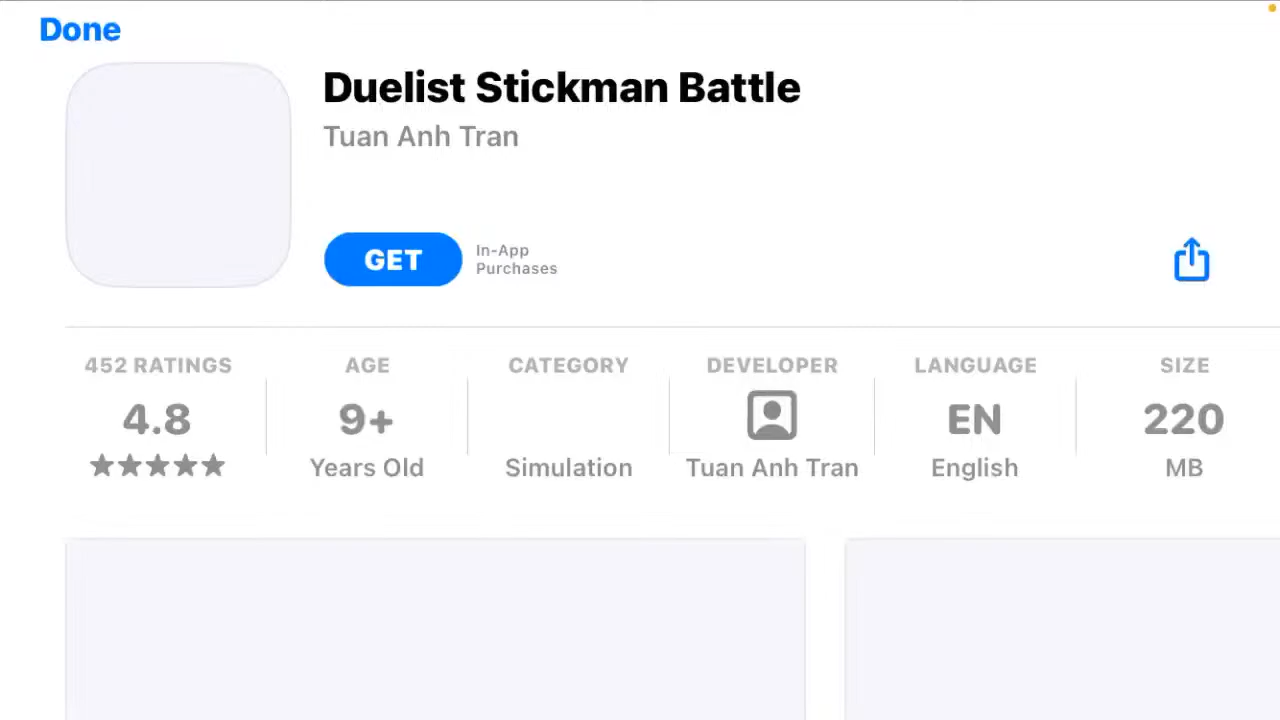 Done
Duelist Stickman Battle
Tuan Anh Tran
GET
In-App
Purchases
452 RATINGS
4.8
AGE
9+
Years Old
CATEGORY
Simulation
DEVELOPER
Tuan Anh Tran
LANGUAGE
EN
English
SIZE
220
MB